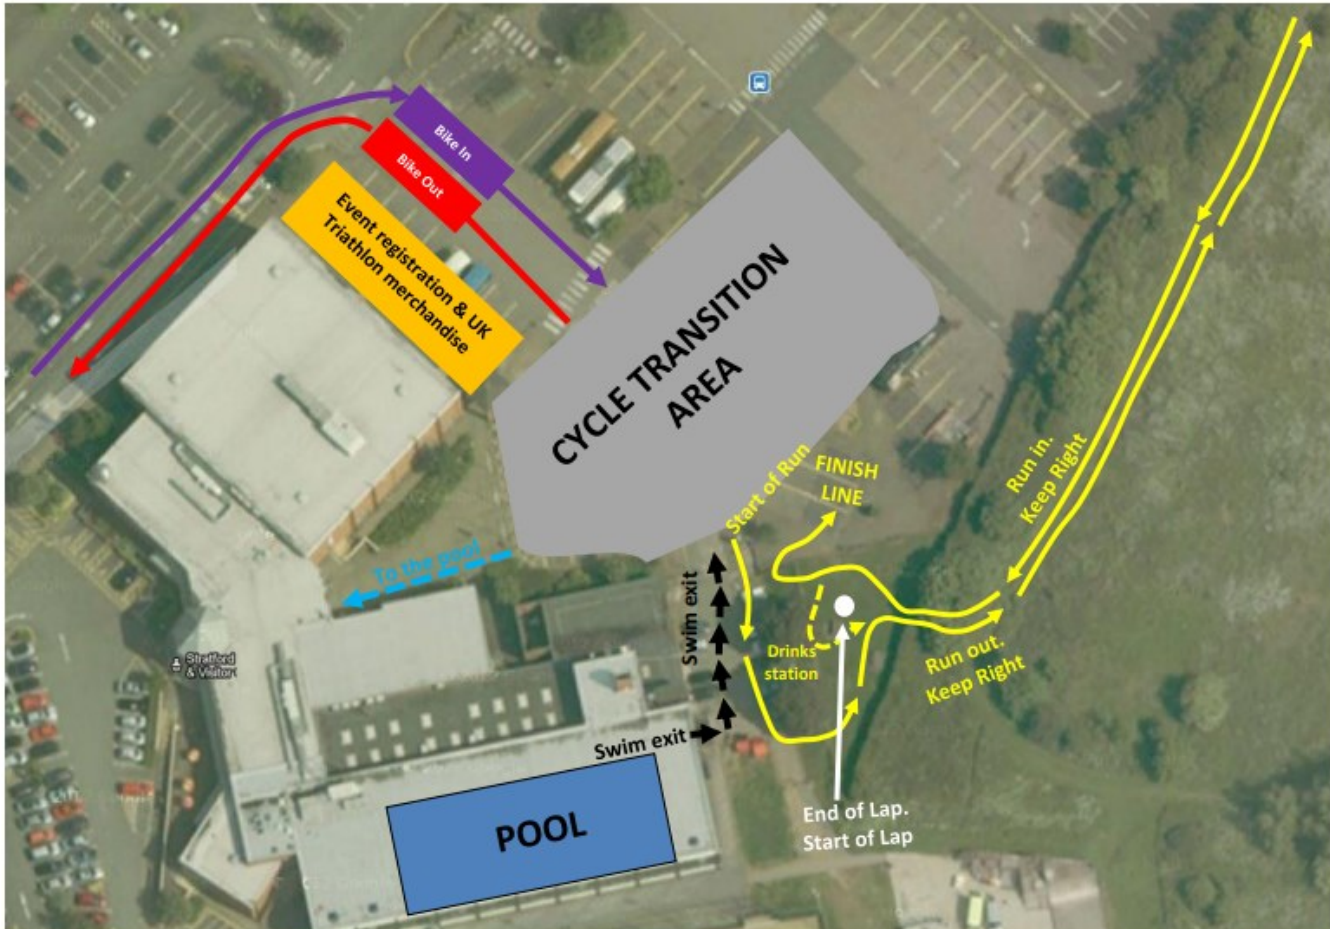 Bike In
Bike Out
Event registration & UK
Triathlon merchandise
CYCLE TRANSITION
AREA
Start of Run
FINISH
LINE
Run in.
Keep Right
To the pool
Swim exit
Drinks
station
Run out.
Keep Right
Stratford
& Visitor
Swim exit
POOL
End of Lap.
Start of Lap